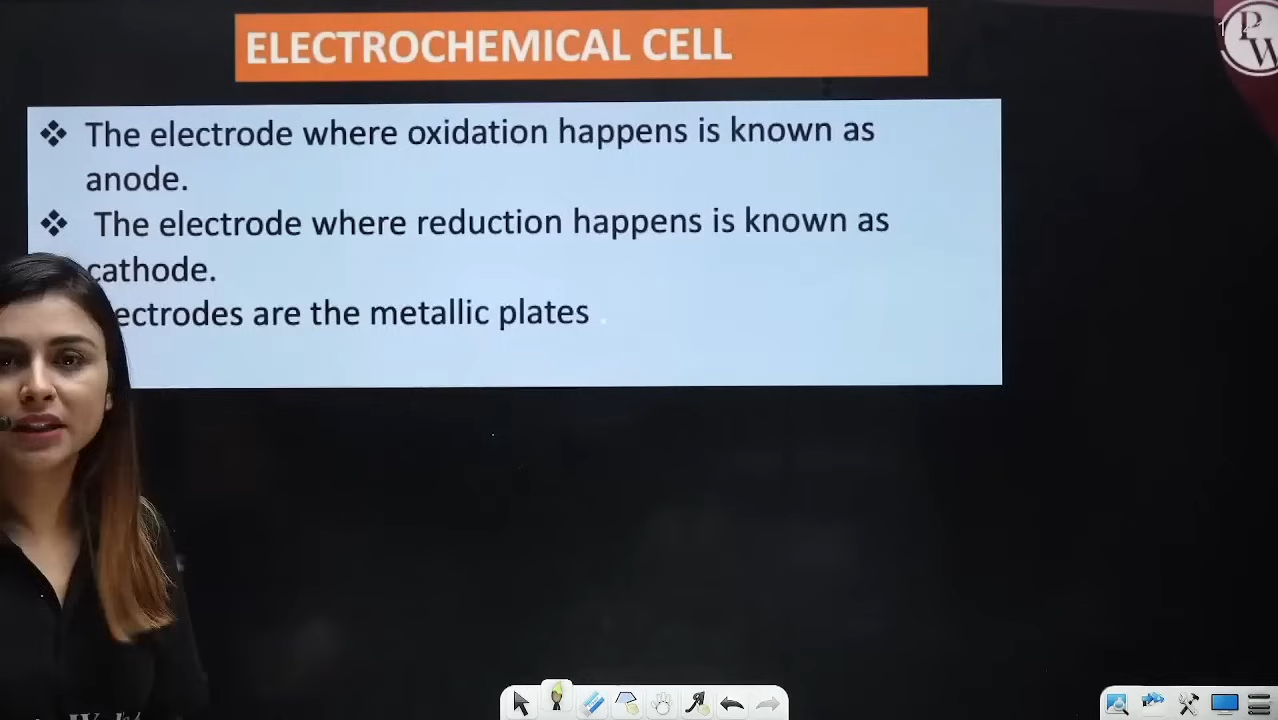 ELECTROCHEMICAL CELL
PW
❖ The electrode where oxidation happens is known as
anode.
❖ The electrode where reduction happens is known as
cathode.
ectrodes are the metallic plates .